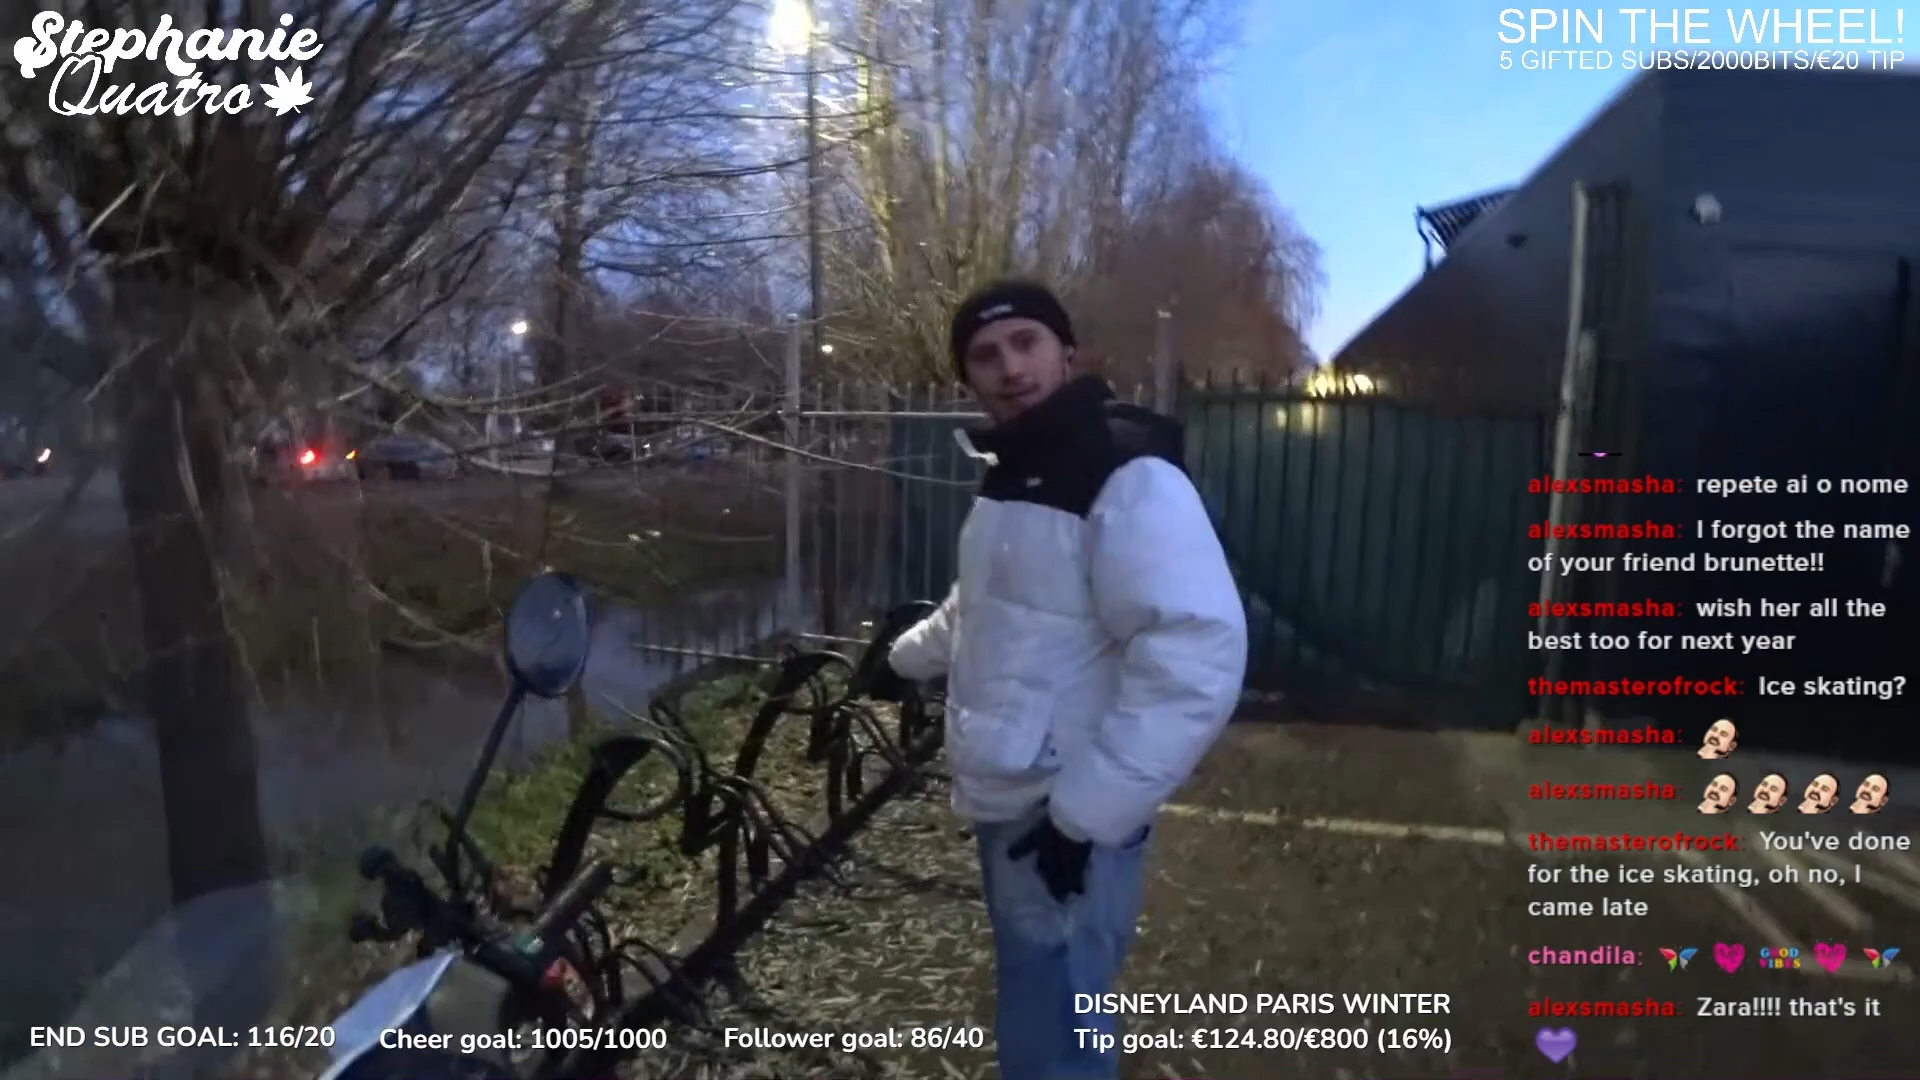 Stephanie
Quatro
SPIN THE WHEEL!
5 GIFTED SUBS/2000BITS/€20 TIP
alexsmasha: repete ai o nome
alexsmasha: I forgot the name
of your friend brunette!!
alexsmasha: wish her all the
best too for next year
themasterofrock: Ice skating?
alexsmasha:
alexsmasha:
themasterofrock: You've done
for the ice skating, oh no, I
came late
chandila: GOOD VIBES
alexsmasha: Zara!!!! that's it
DISNEYLAND PARIS WINTER
END SUB GOAL: 116/20
Cheer goal: 1005/1000
Follower goal: 86/40
Tip goal: €124.80/€800 (16%)